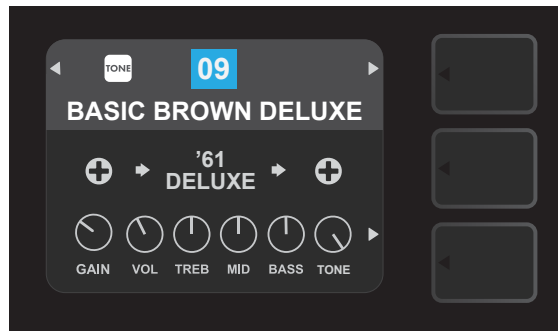 TONE 09
BASIC BROWN DELUXE
’61
DELUXE
GAIN VOL TREB MID BASS TONE